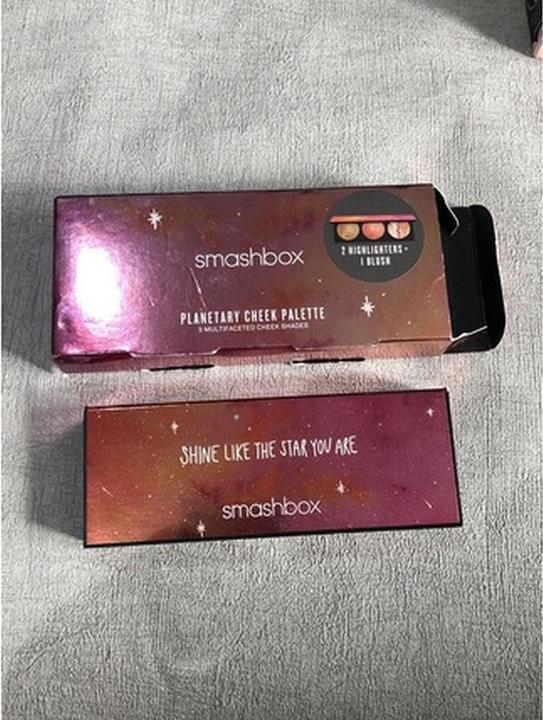 smashbox
2 HIGHLIGHTERS +
1 BLUSH
PLANETARY CHEEK PALETTE
3 MULTIFACETED CHEEK SHADES
SHINE LIKE THE STAR YOU ARE
smashbox